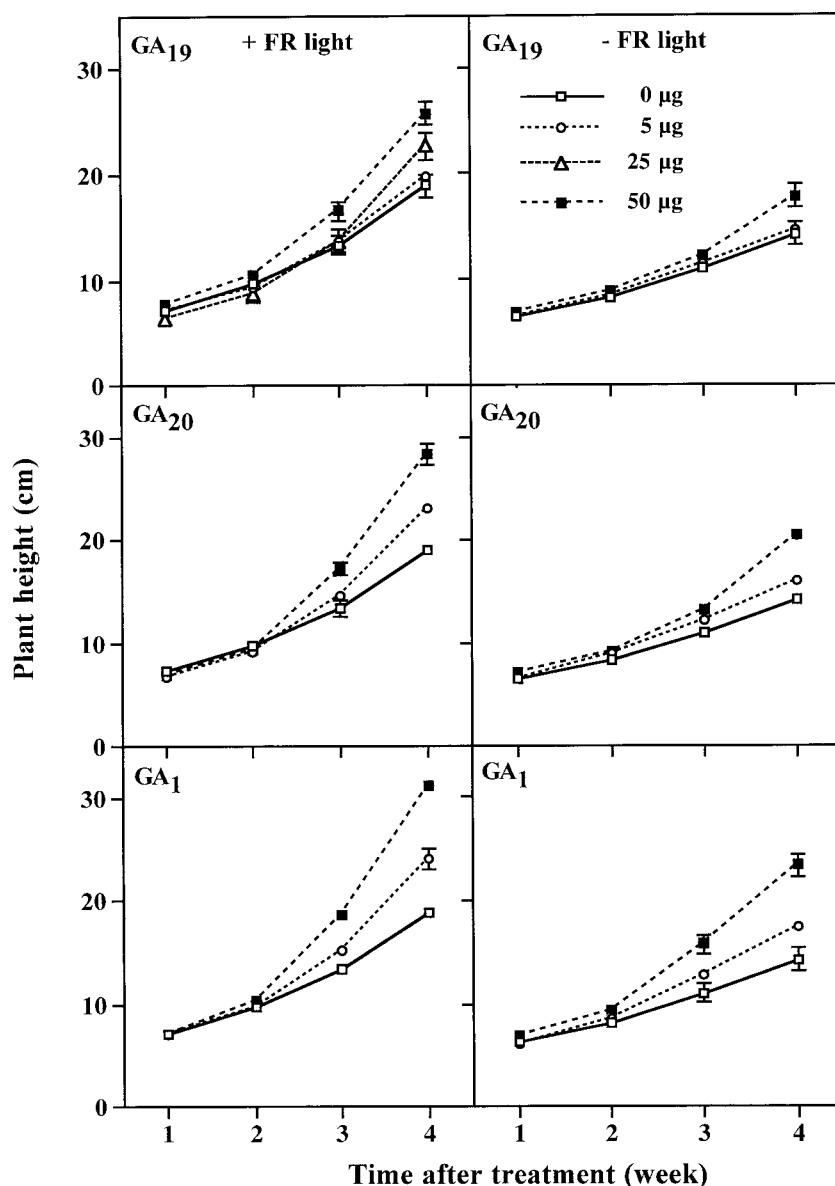 GA19 + FR light
GA19 - FR light
0 µg
5 µg
25 µg
50 µg
30
20
10
0
GA20
GA20
30
20
10
0
GA1
GA1
30
20
10
0
Plant height (cm)
1 2 3 4 1 2 3 4
Time after treatment (week)